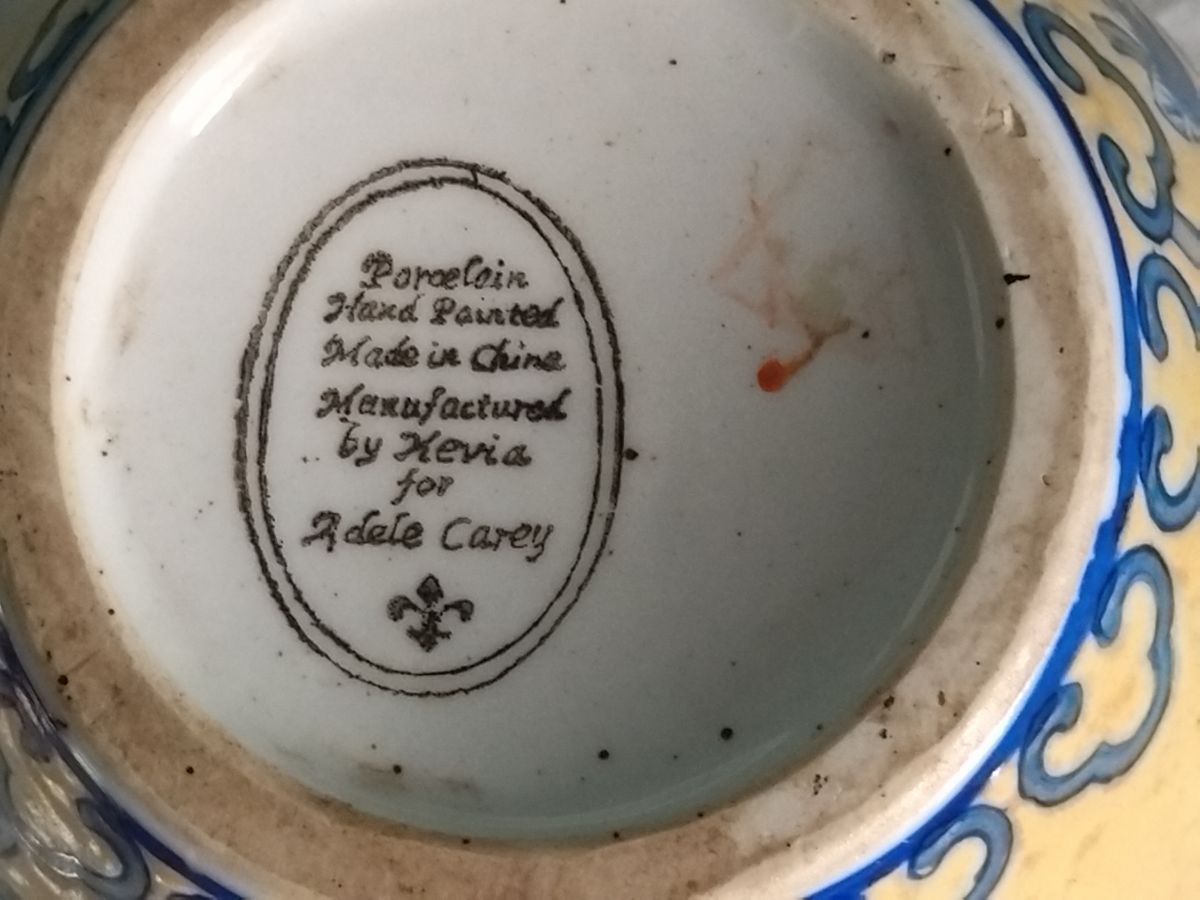 Porcelain
Hand Painted
Made in China
Manufactured
by Hevia
for
Adele Carey